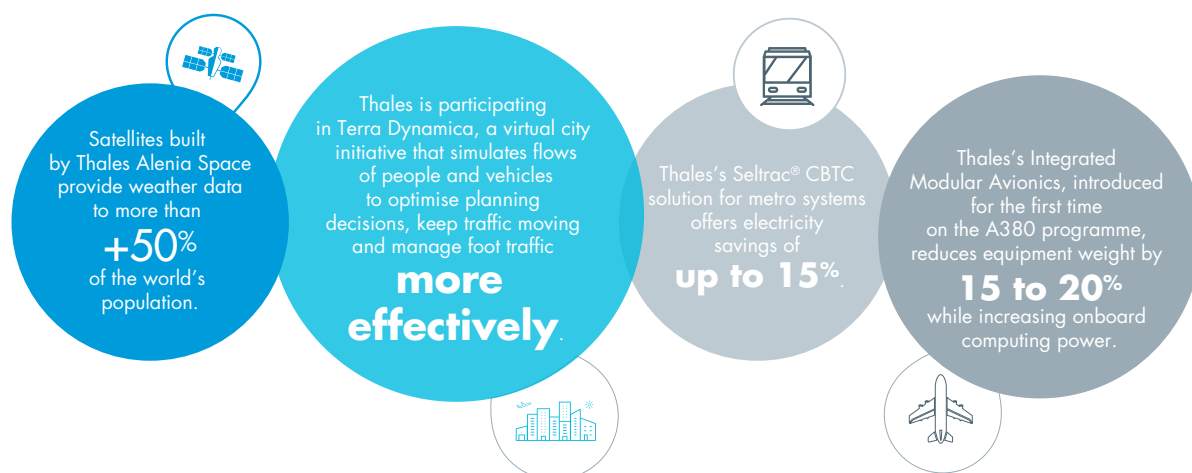 Satellites built
by Thales Alenia Space
provide weather data
to more than
+50%
of the world's
population.
Thales is participating
in Terra Dynamica, a virtual city
initiative that simulates flows
of people and vehicles
to optimise planning
decisions, keep traffic moving
and manage foot traffic
more
effectively.
Thales's Seltrac® CBTC
solution for metro systems
offers electricity
savings of
up to 15%.
Thales's Integrated
Modular Avionics, introduced
for the first time
on the A380 programme,
reduces equipment weight by
15 to 20%
while increasing onboard
computing power.